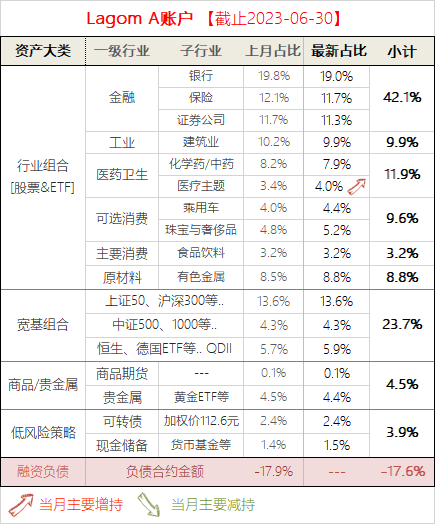 Lagom A账户 【截止2023-06-30】
资产大类 一级行业 子行业 上月占比 最新占比 小计
行业组合 [股票&ETF]
金融 银行 19.8% 19.0% 42.1%
保险 12.1% 11.7%
证券公司 11.7% 11.3%
工业 建筑业 10.2% 9.9% 9.9%
医药卫生 化学药/中药 8.2% 7.9% 11.9%
医疗主题 3.4% 4.0%
可选消费 乘用车 4.0% 4.4% 9.6%
珠宝与奢侈品 4.8% 5.2%
主要消费 食品饮料 3.2% 3.2% 3.2%
原材料 有色金属 8.5% 8.8% 8.8%
宽基组合 上证50、沪深300等.. 13.6% 13.6% 23.7%
中证500、1000等.. 4.3% 4.3%
恒生、德国ETF等.. QDII 5.7% 5.9%
商品/贵金属 商品期货 --- 0.1% 0.1% 4.5%
贵金属 黄金ETF等 4.5% 4.4%
低风险策略 可转债 加权价112.6元 2.4% 2.4% 3.9%
现金储备 货币基金等 1.4% 1.5%
融资负债 负债合约金额 -17.9% --- -17.6%
当月主要增持 当月主要减持